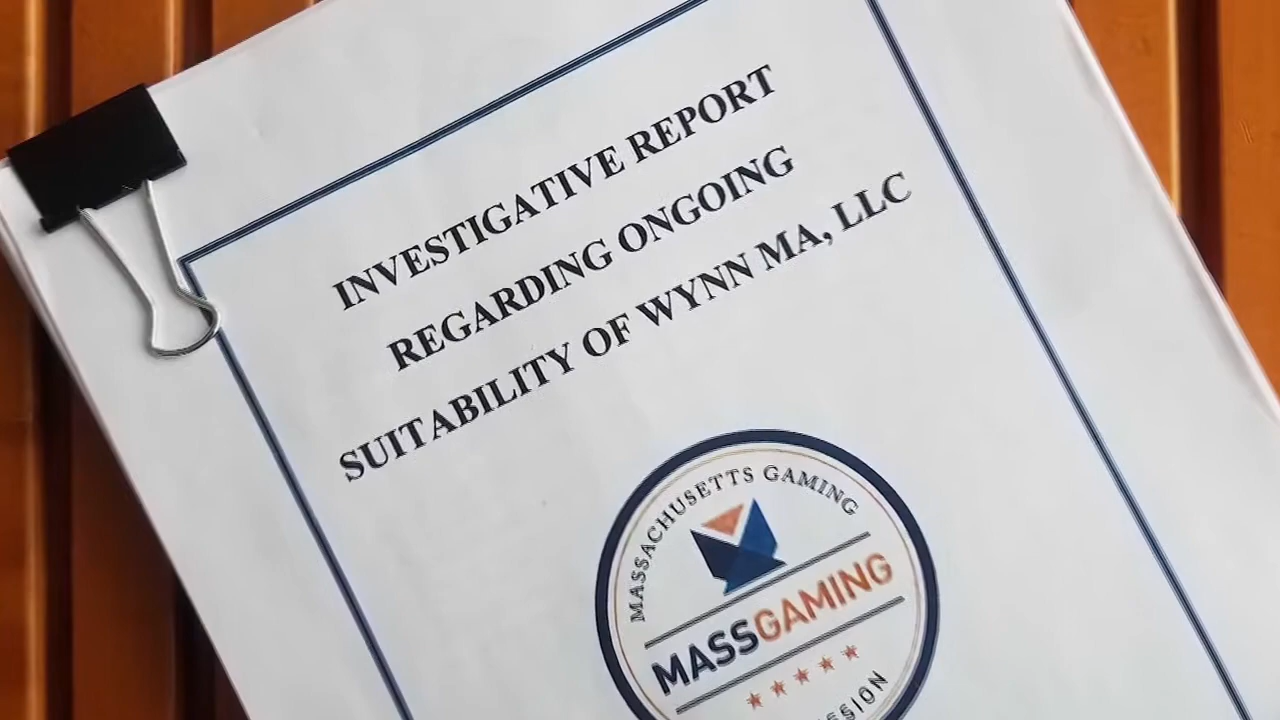 INVESTIGATIVE REPORT
REGARDING ONGOING
SUITABILITY OF WYNN MA, LLC
MASSACHUSETTS GAMING
MASSGAMING